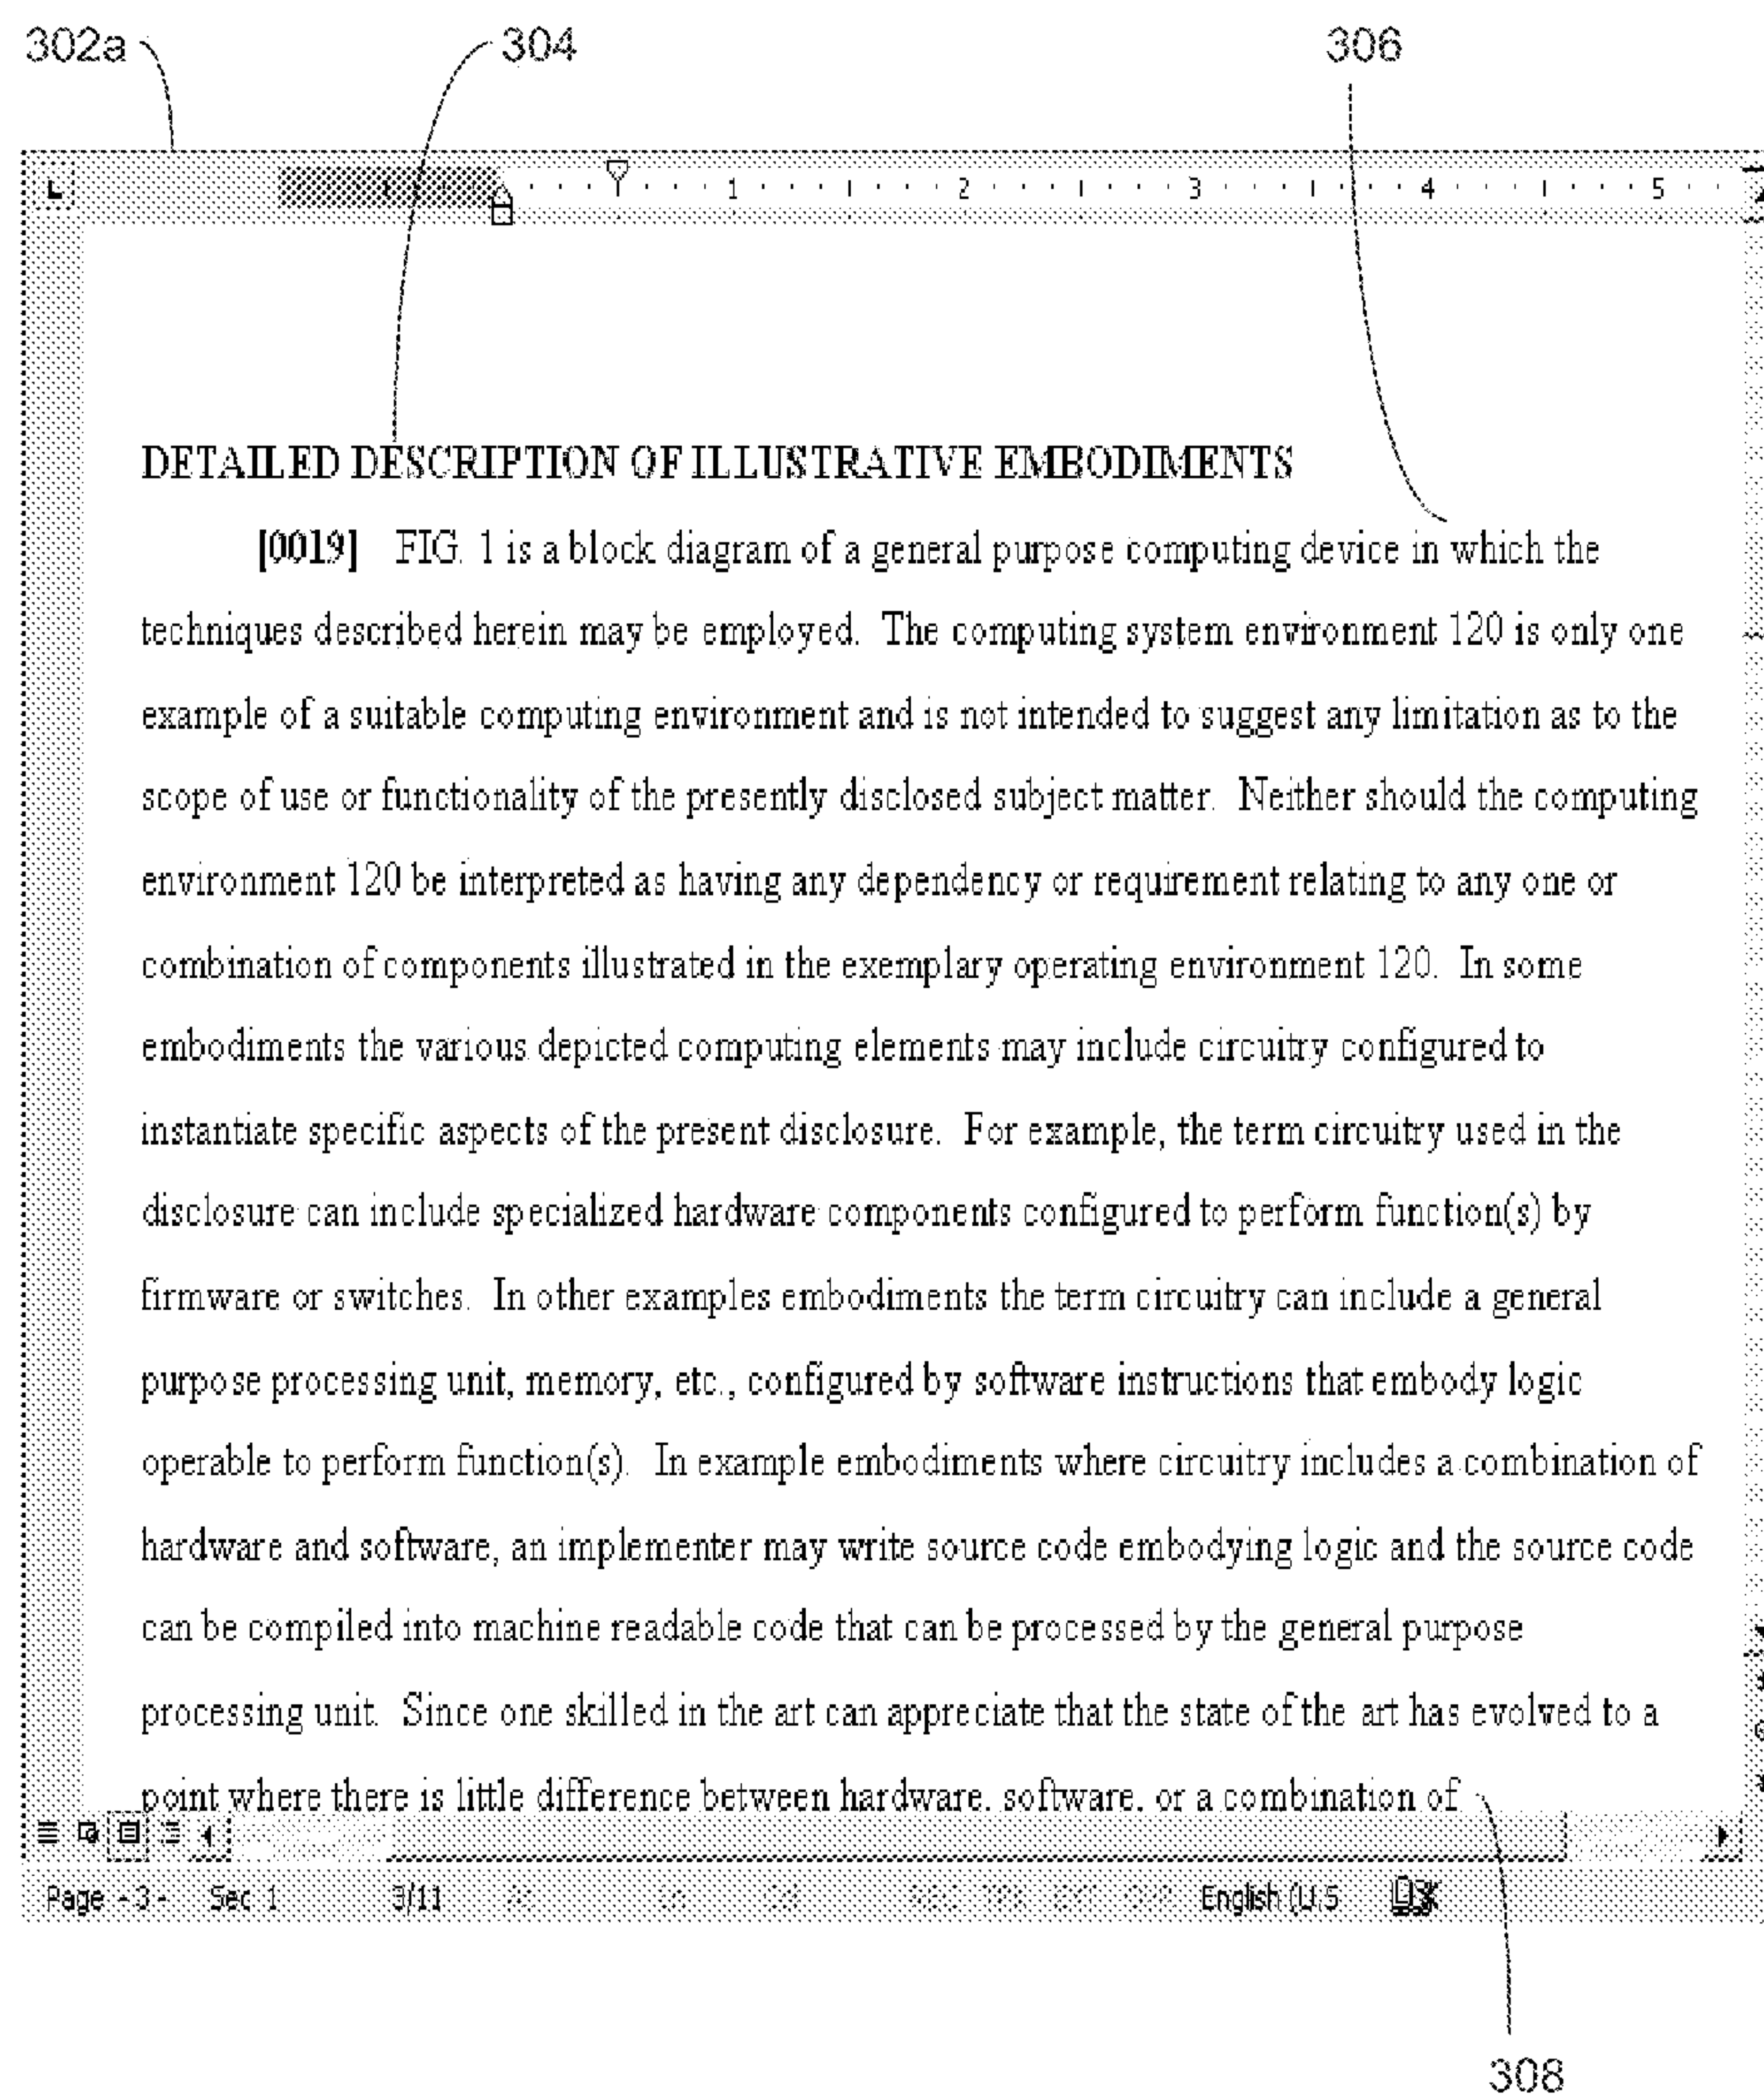 302a 304 306
L 1 2 3 4 5
DETAILED DESCRIPTION OF ILLUSTRATIVE EMBODIMENTS
[0019] FIG. 1 is a block diagram of a general purpose computing device in which the
techniques described herein may be employed. The computing system environment 120 is only one
example of a suitable computing environment and is not intended to suggest any limitation as to the
scope of use or functionality of the presently disclosed subject matter. Neither should the computing
environment 120 be interpreted as having any dependency or requirement relating to any one or
combination of components illustrated in the exemplary operating environment 120. In some
embodiments the various depicted computing elements may include circuitry configured to
instantiate specific aspects of the present disclosure. For example, the term circuitry used in the
disclosure can include specialized hardware components configured to perform function(s) by
firmware or switches. In other examples embodiments the term circuitry can include a general
purpose processing unit, memory, etc., configured by software instructions that embody logic
operable to perform function(s). In example embodiments where circuitry includes a combination of
hardware and software, an implementer may write source code embodying logic and the source code
can be compiled into machine readable code that can be processed by the general purpose
processing unit. Since one skilled in the art can appreciate that the state of the art has evolved to a
point where there is little difference between hardware, software, or a combination of
Page - 3 - Sec 1 3/11 English (U.S
308